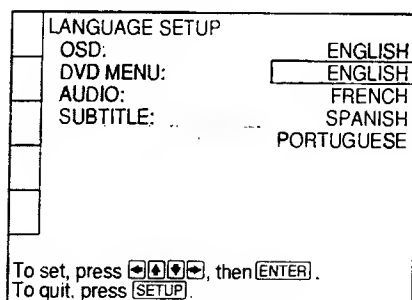 LANGUAGE SETUP
OSD: ENGLISH
DVD MENU: ENGLISH
AUDIO: FRENCH
SUBTITLE: SPANISH
PORTUGUESE
To set, press ←↑↓→, then ENTER.
To quit, press SETUP.